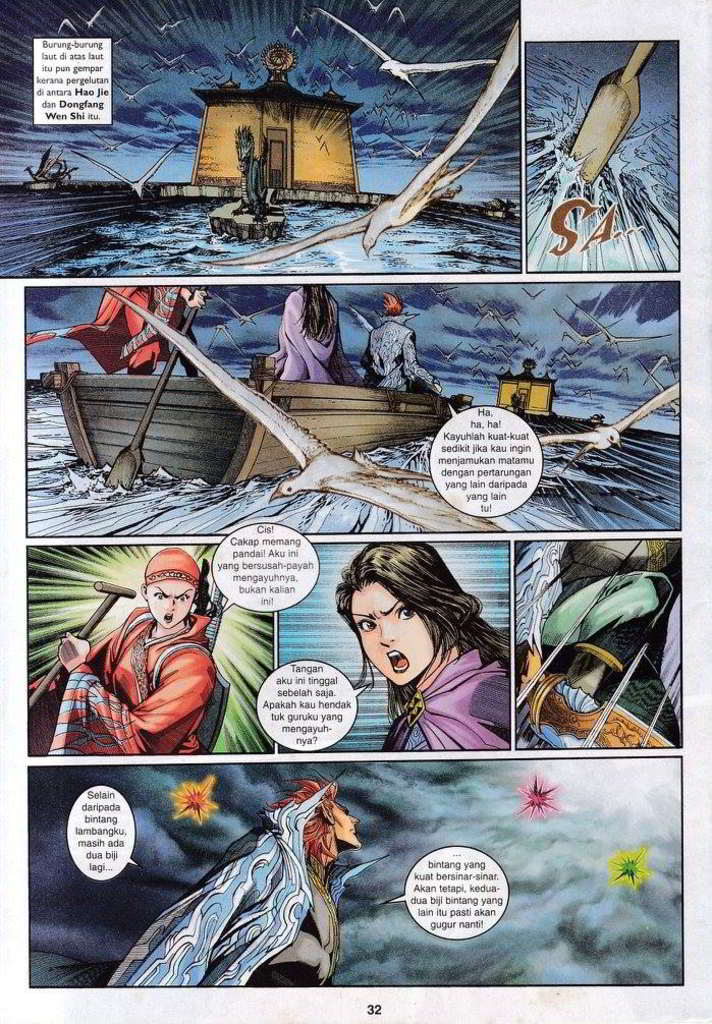 Burung-burung
laut di atas laut
itu pun gempar
kerana pergelutan
di antara Hao Jie
dan Dongfang
Wen Shi itu.
SA...
Ha,
ha, ha!
Kayuhlah kuat-kuat
sedikit jika kau ingin
menjamukan matamu
dengan pertarungan
yang lain daripada
yang lain
tu!
Cis!
Cakap memang
pandai! Aku ini
yang bersusah-payah
mengayuhnya,
bukan kalian
ini!
Tangan
aku ini tinggal
sebelah saja.
Apakah kau hendak
tuk guruku yang
mengayuh-
nya?
Selain
daripada
bintang
lambangku,
masih ada
dua biji
lagi...
...
bintang yang
kuat bersinar-sinar.
Akan tetapi, kedua-
dua biji bintang yang
lain itu pasti akan
gugur nanti!
32